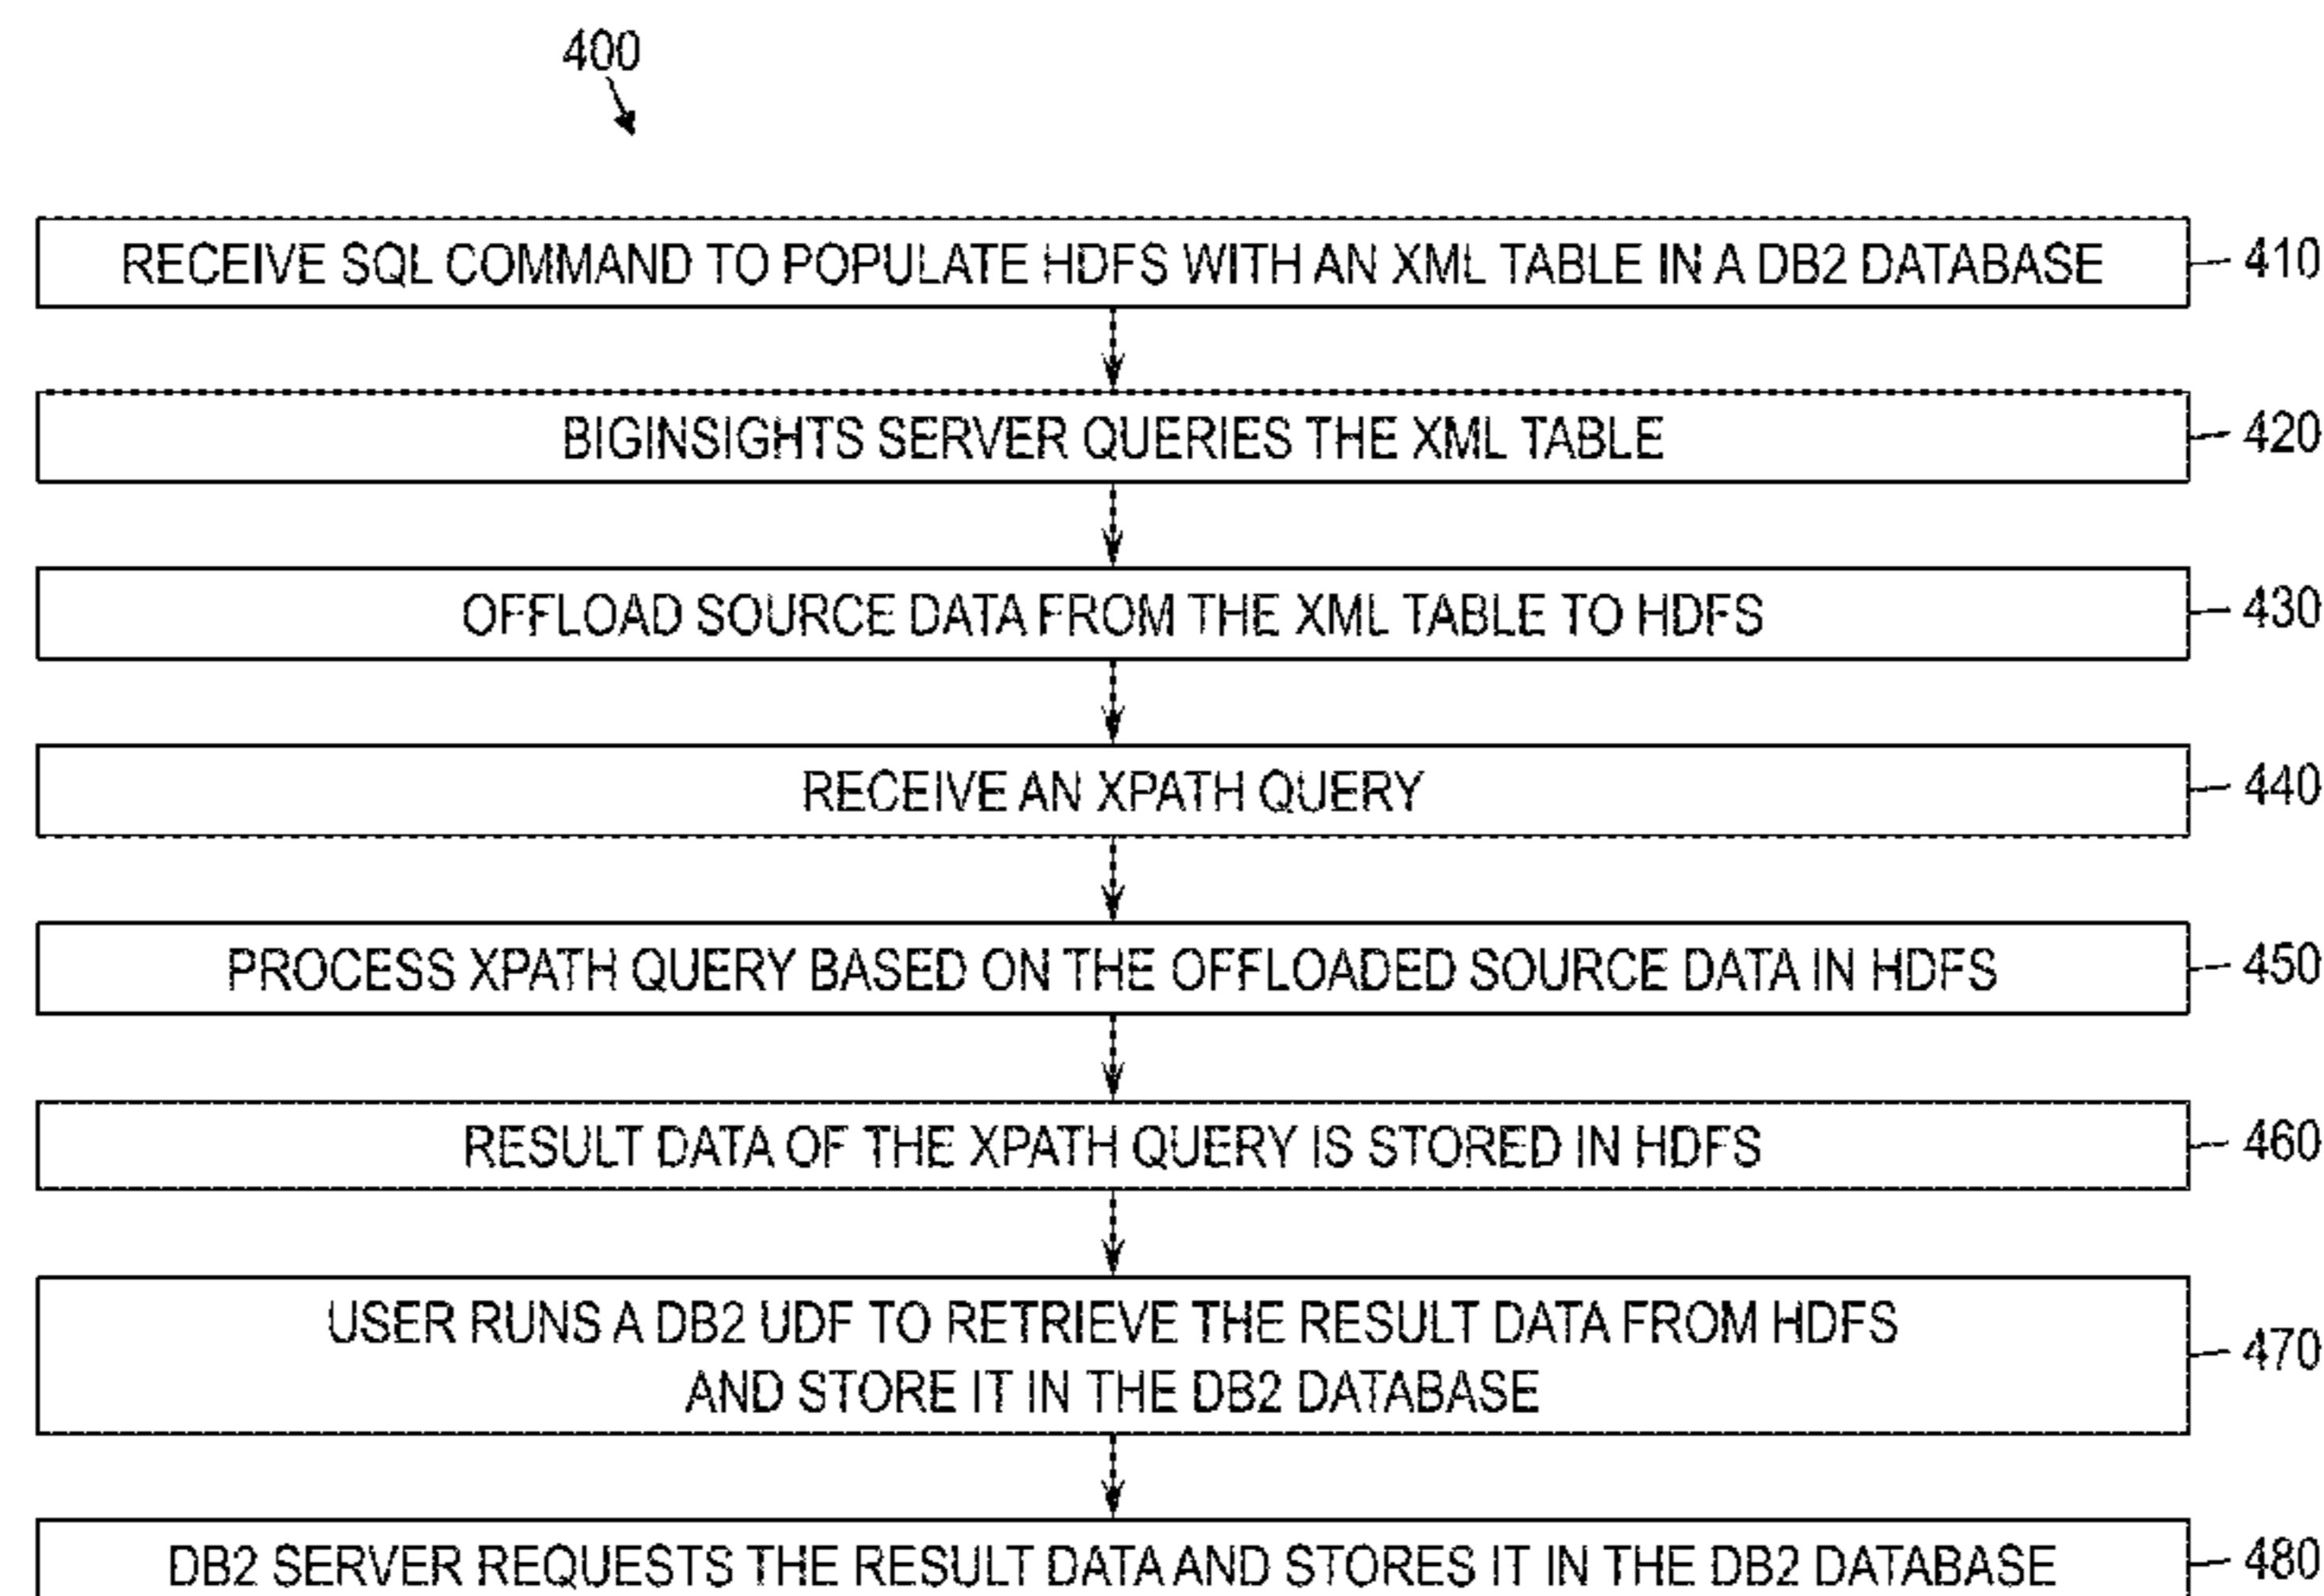 400
RECEIVE SQL COMMAND TO POPULATE HDFS WITH AN XML TABLE IN A DB2 DATABASE
410
BIGINSIGHTS SERVER QUERIES THE XML TABLE
420
OFFLOAD SOURCE DATA FROM THE XML TABLE TO HDFS
430
RECEIVE AN XPATH QUERY
440
PROCESS XPATH QUERY BASED ON THE OFFLOADED SOURCE DATA IN HDFS
450
RESULT DATA OF THE XPATH QUERY IS STORED IN HDFS
460
USER RUNS A DB2 UDF TO RETRIEVE THE RESULT DATA FROM HDFS
AND STORE IT IN THE DB2 DATABASE
470
DB2 SERVER REQUESTS THE RESULT DATA AND STORES IT IN THE DB2 DATABASE
480